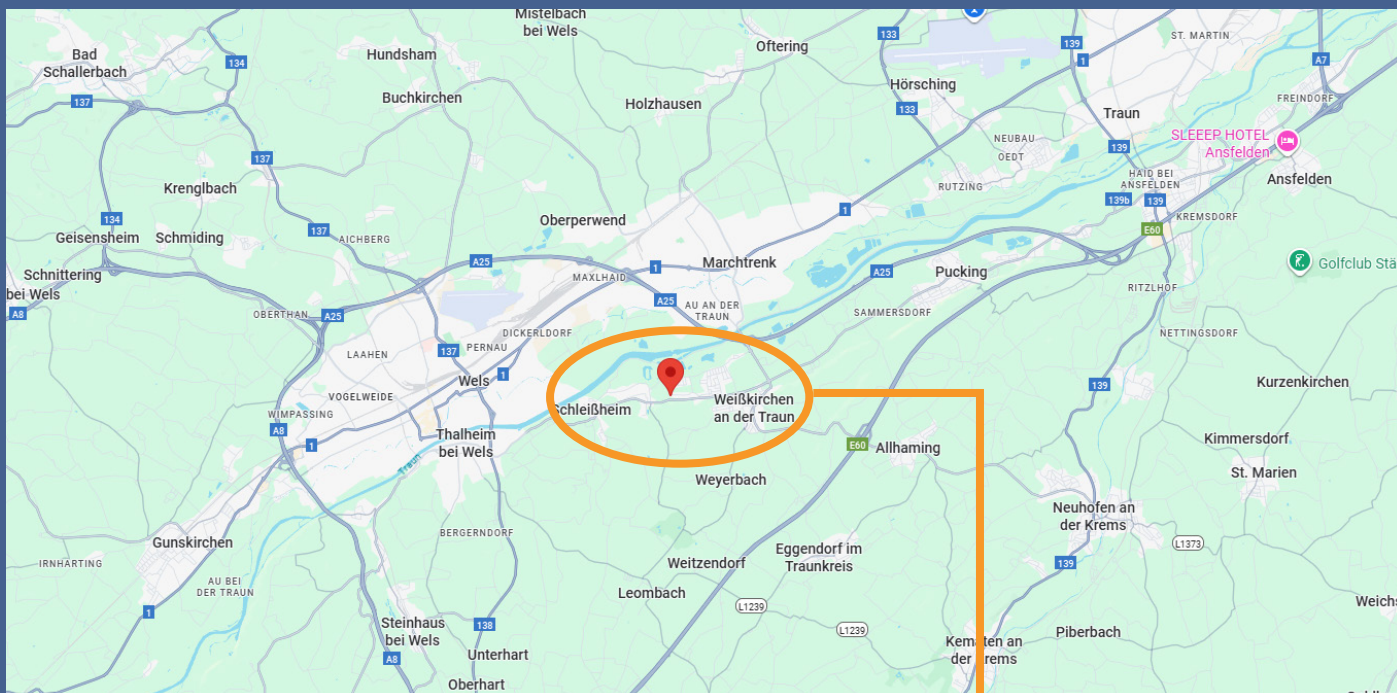 Mistelbach
bei Wels
133
ST. MARTIN
139
1
A7
Bad
Schallerbach
Hundsham
134
Oftering
Hörsching
137
Buchkirchen
Holzhausen
133
FREINDORF
Traun
NEUBAU
SLEEEP HOTEL
Ansfelden
OEDT
139
137
Krenglbach
RUTZING
HAID BEI
ANSFELDEN
Ansfelden
139b
139
KREMSDORF
134
Oberperwend
1
137
E60
Geisensheim
Schmiding
AICHBERG
A25
Marchtrenk
1
A25
Pucking
Golfclub Stä
Schnittering
bei Wels
MAXLHAID
RITZLHOF
A8
OBERTHAN
A25
A25
AU AN DER
TRAUN
SAMMERSDORF
DICKERLDORF
NETTINGSDORF
LAAHEN
137
PERNAU
Wels
1
139
Kurzenkirchen
VOGELWEIDE
Schleißheim
Weißkirchen
an der Traun
WIMPASSING
A8
1
Thalheim
bei Wels
Traun
E60
Allhaming
Kimmersdorf
St. Marien
Weyerbach
Neuhofen an
der Krems
BERGERNDORF
Gunskirchen
L1373
IRNHARTING
Eggendorf im
Traunkreis
Weitzendorf
139
AU BEI
DER TRAUN
Leombach
L1239
Weichs
1
Steinhaus
bei Wels
138
L1239
Piberbach
A8
Unterhart
Kematen an
der Krems
Oberhart